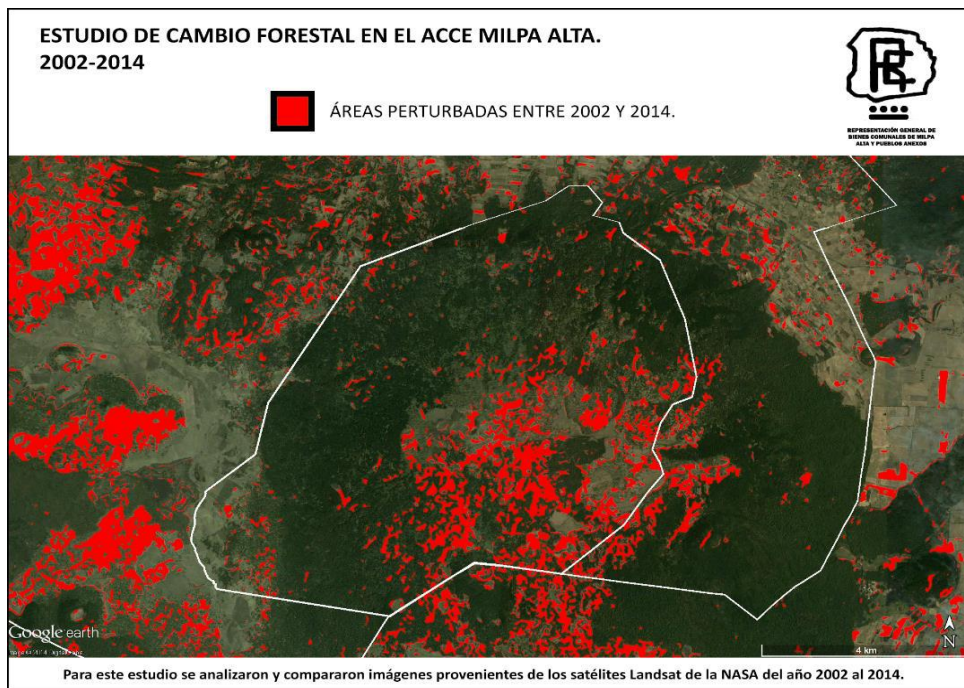 ESTUDIO DE CAMBIO FORESTAL EN EL ACCE MILPA ALTA.
2002-2014
ÁREAS PERTURBADAS ENTRE 2002 Y 2014.
REPRESENTACIÓN GENERAL DE
BIENES COMUNALES DE MILPA
ALTA Y PUEBLOS ANEXOS
Google earth
4 km
N
Para este estudio se analizaron y compararon imágenes provenientes de los satélites Landsat de la NASA del año 2002 al 2014.